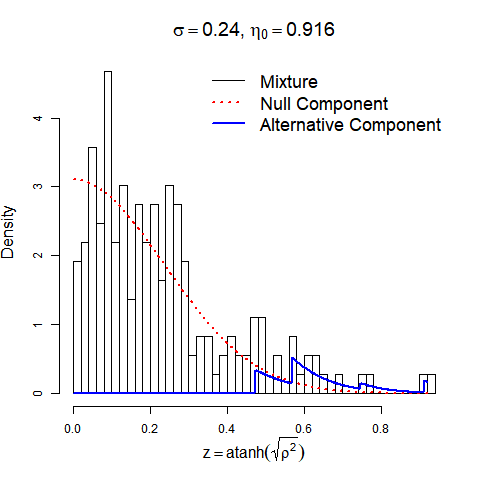 σ = 0.24, η₀ = 0.916
Mixture
Null Component
Alternative Component
Density
4
3
2
1
0
0.0 0.2 0.4 0.6 0.8
z = atanh(√ρ²)